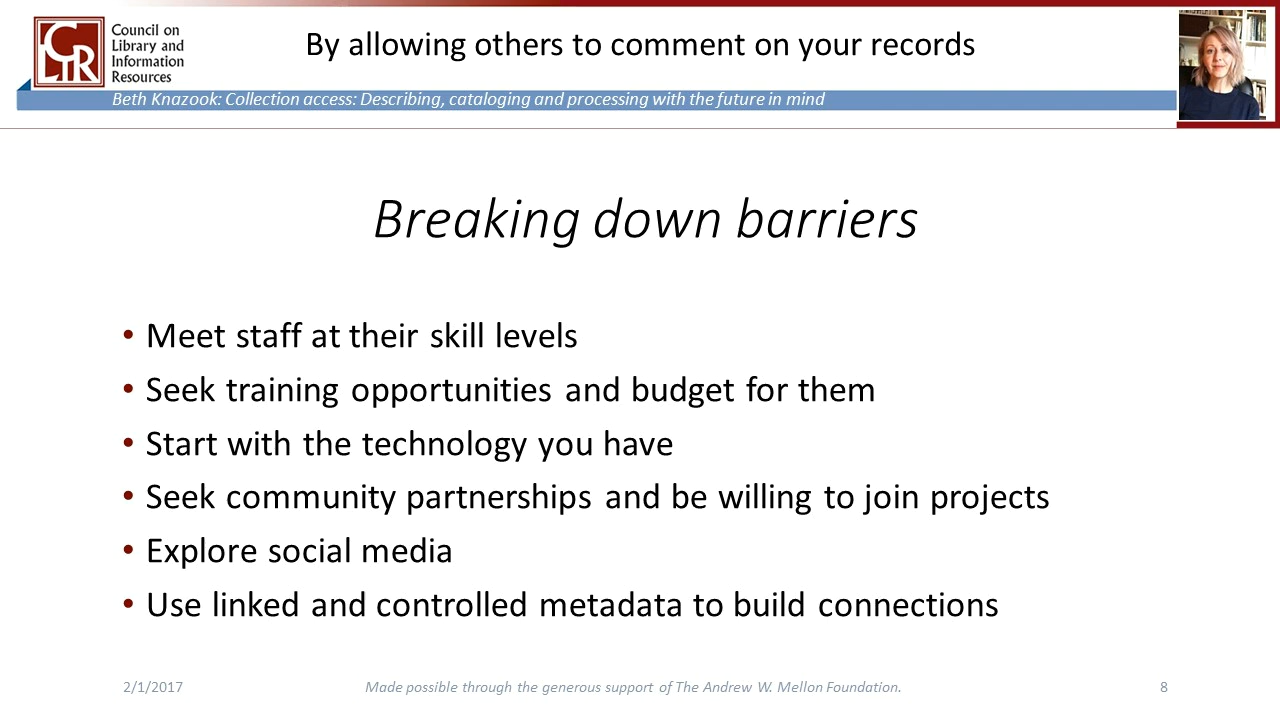 CLIR
Council on
Library and
Information
Resources
By allowing others to comment on your records
Beth Knazook: Collection access: Describing, cataloging and processing with the future in mind
Breaking down barriers
• Meet staff at their skill levels
• Seek training opportunities and budget for them
• Start with the technology you have
• Seek community partnerships and be willing to join projects
• Explore social media
• Use linked and controlled metadata to build connections
2/1/2017
Made possible through the generous support of The Andrew W. Mellon Foundation.
8